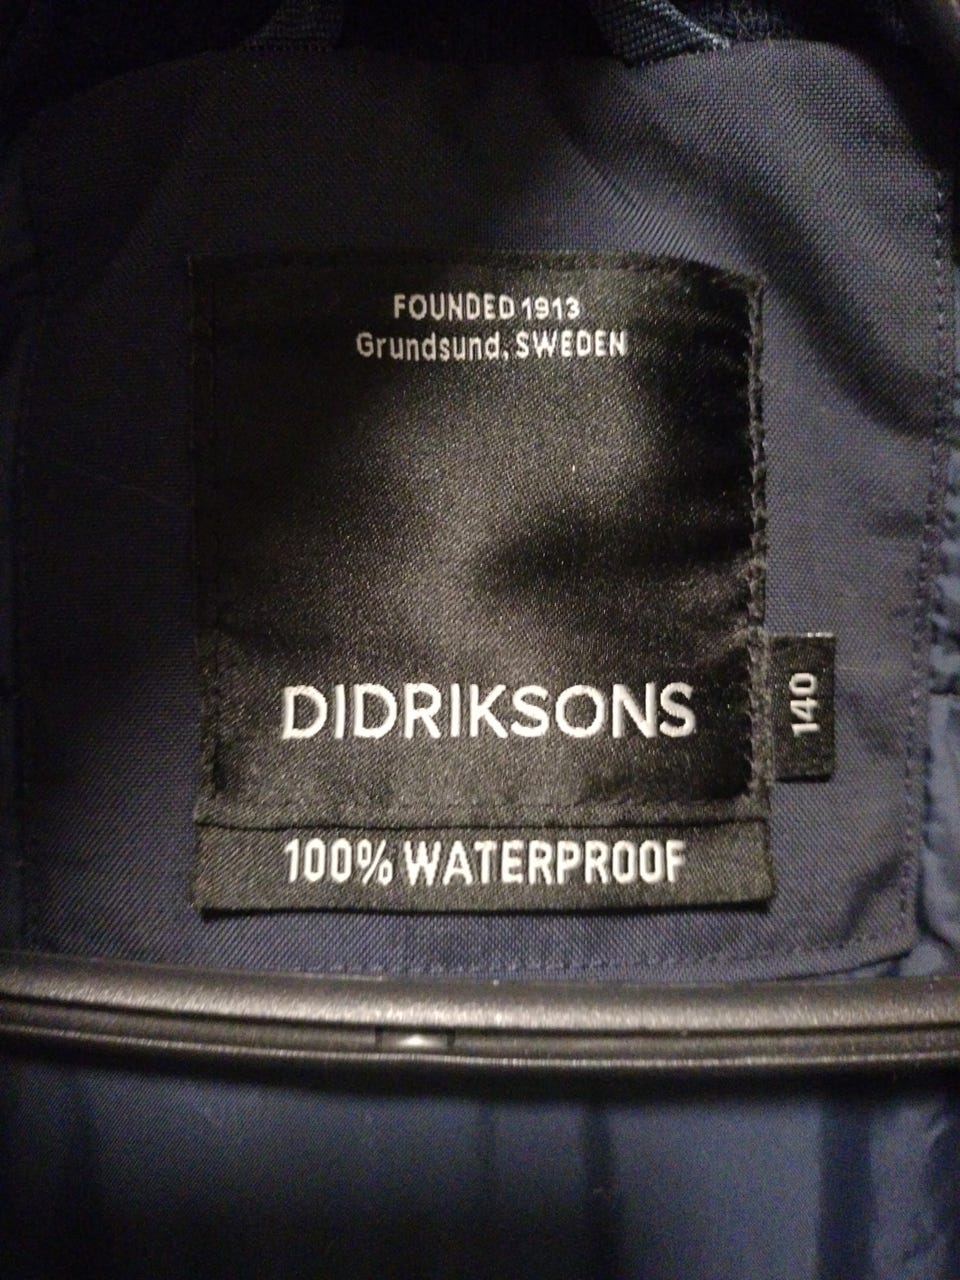 FOUNDED 1913
Grundsund, SWEDEN
DIDRIKSONS
140
100% WATERPROOF